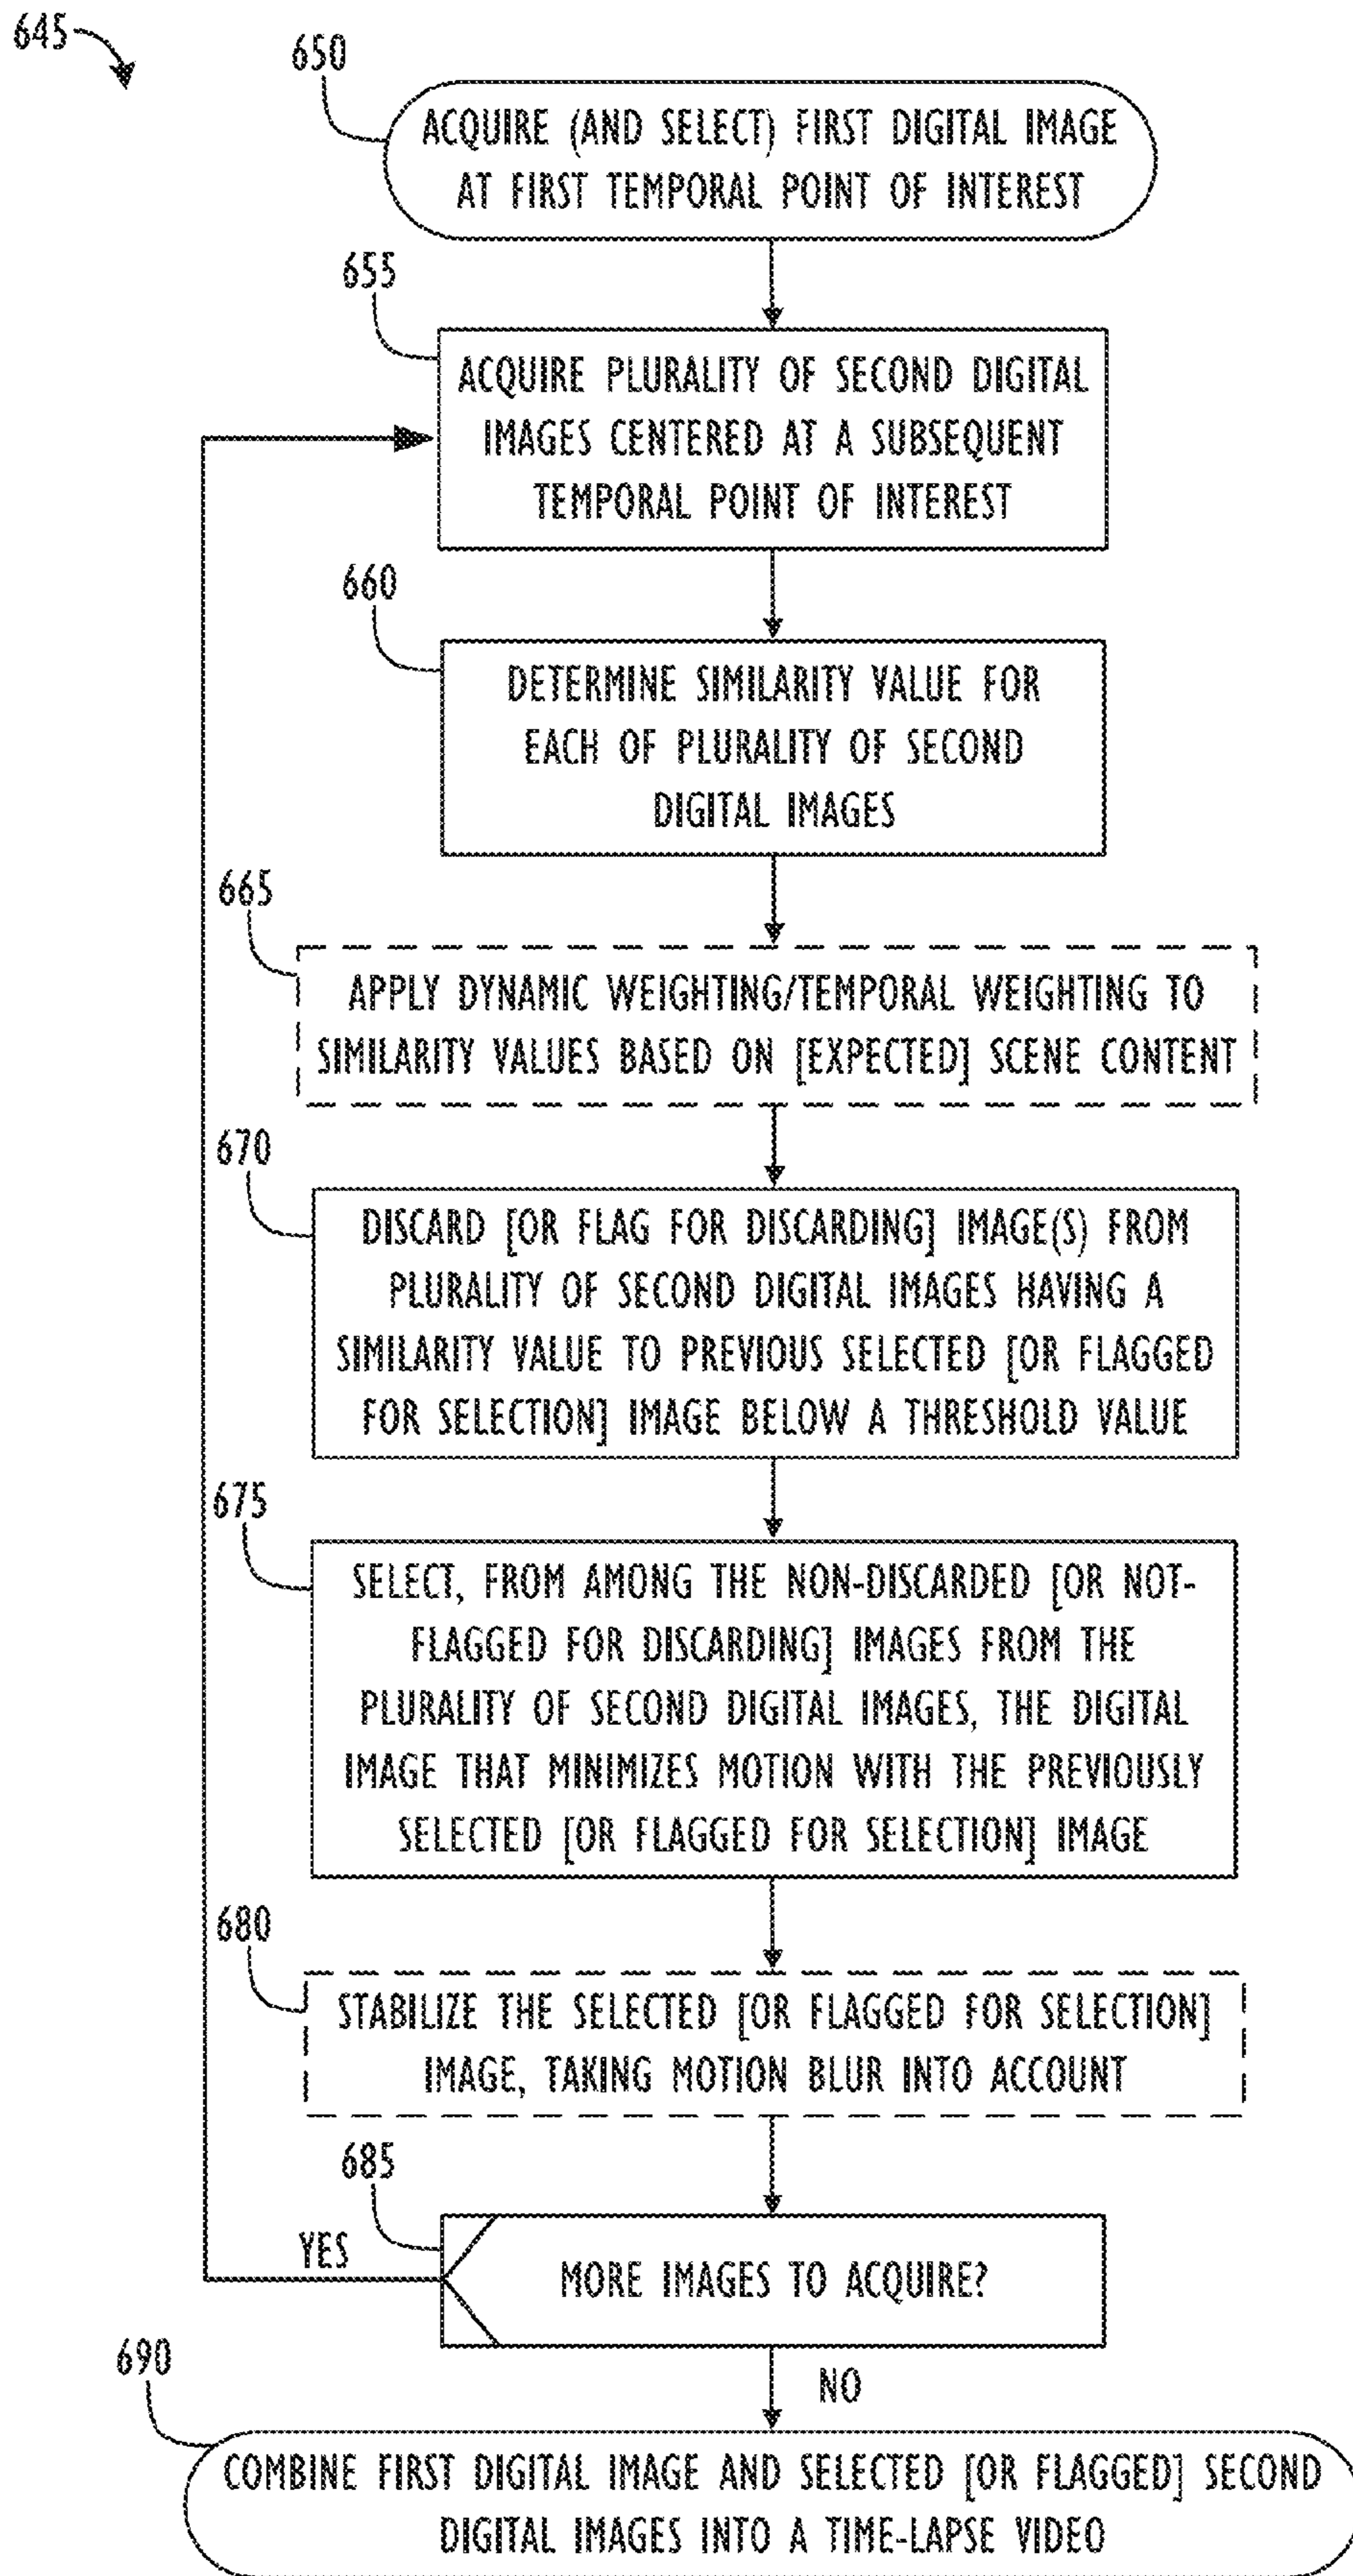 645
650
ACQUIRE (AND SELECT) FIRST DIGITAL IMAGE
AT FIRST TEMPORAL POINT OF INTEREST
655
ACQUIRE PLURALITY OF SECOND DIGITAL
IMAGES CENTERED AT A SUBSEQUENT
TEMPORAL POINT OF INTEREST
660
DETERMINE SIMILARITY VALUE FOR
EACH OF PLURALITY OF SECOND
DIGITAL IMAGES
665
APPLY DYNAMIC WEIGHTING/TEMPORAL WEIGHTING TO
SIMILARITY VALUES BASED ON [EXPECTED] SCENE CONTENT
670
DISCARD [OR FLAG FOR DISCARDING] IMAGE(S) FROM
PLURALITY OF SECOND DIGITAL IMAGES HAVING A
SIMILARITY VALUE TO PREVIOUS SELECTED [OR FLAGGED
FOR SELECTION] IMAGE BELOW A THRESHOLD VALUE
675
SELECT, FROM AMONG THE NON-DISCARDED [OR NOT-
FLAGGED FOR DISCARDING] IMAGES FROM THE
PLURALITY OF SECOND DIGITAL IMAGES, THE DIGITAL
IMAGE THAT MINIMIZES MOTION WITH THE PREVIOUSLY
SELECTED [OR FLAGGED FOR SELECTION] IMAGE
680
STABILIZE THE SELECTED [OR FLAGGED FOR SELECTION]
IMAGE, TAKING MOTION BLUR INTO ACCOUNT
685
YES
MORE IMAGES TO ACQUIRE?
NO
690
COMBINE FIRST DIGITAL IMAGE AND SELECTED [OR FLAGGED] SECOND
DIGITAL IMAGES INTO A TIME-LAPSE VIDEO